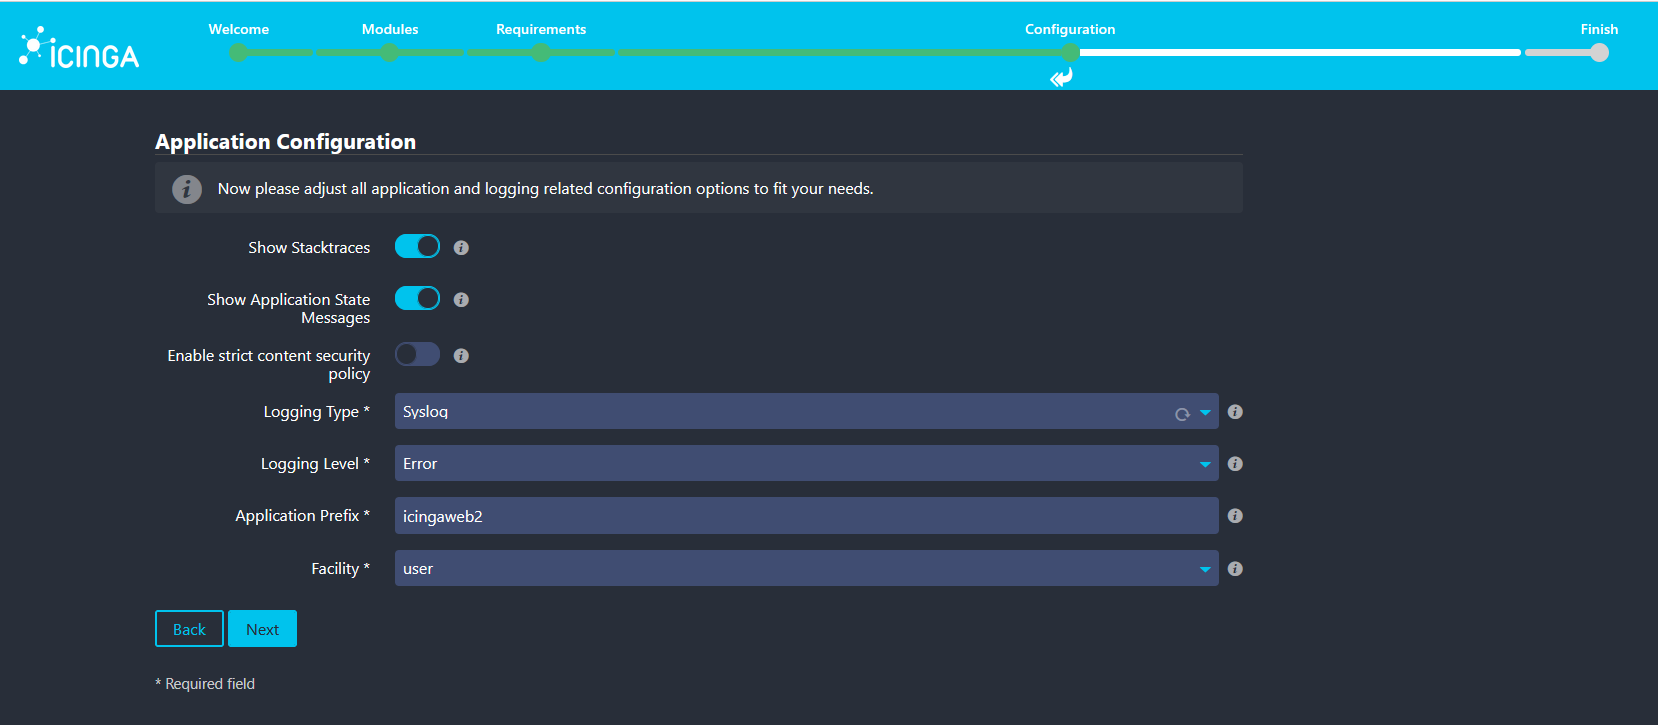 Welcome
Modules
Requirements
Configuration
Finish
ICINGA
Application Configuration
Now please adjust all application and logging related configuration options to fit your needs.
Show Stacktraces
Show Application State
Messages
Enable strict content security
policy
Logging Type *
Syslog
Logging Level *
Error
Application Prefix *
icingaweb2
Facility *
user
Back
Next
* Required field